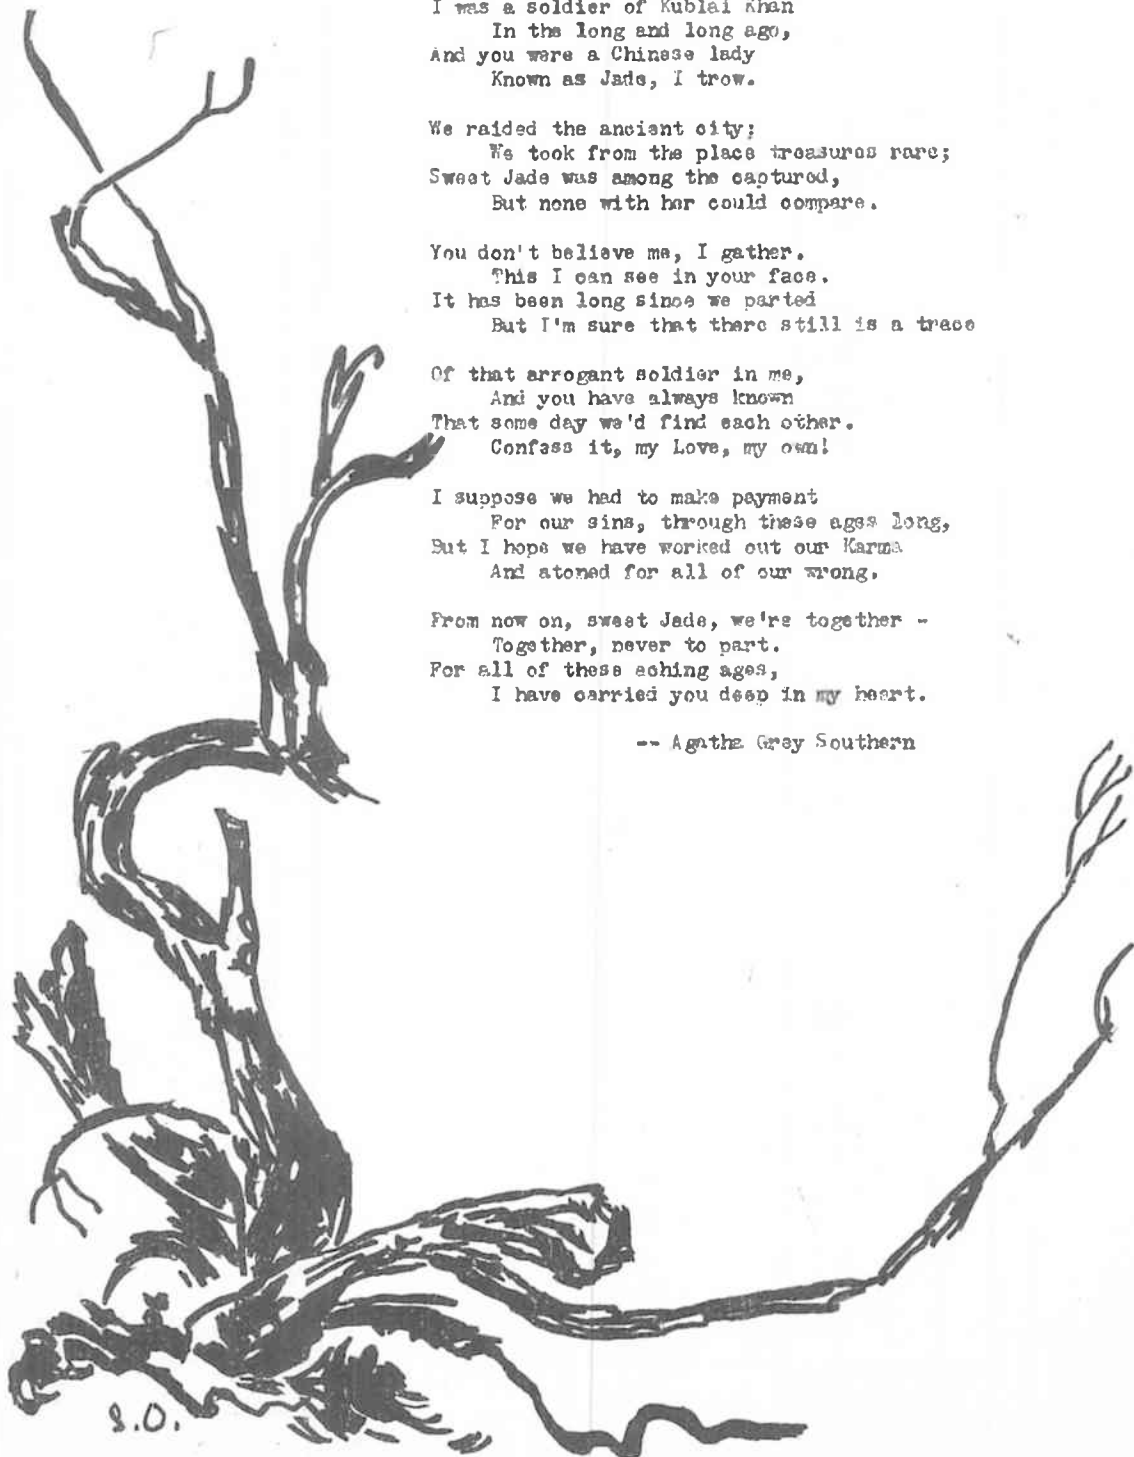 I was a soldier of Kublai Khan
In the long and long ago,
And you were a Chinese lady
Known as Jade, I trow.
We raided the ancient city;
We took from the place treasures rare;
Sweet Jade was among the captured,
But none with her could compare.
You don't believe me, I gather.
This I can see in your face.
It has been long since we parted
But I'm sure that there still is a trace
Of that arrogant soldier in me,
And you have always known
That some day we'd find each other.
Confess it, my Love, my own!
I suppose we had to make payment
For our sins, through these ages long,
But I hope we have worked out our Karma
And atoned for all of our wrong.
From now on, sweet Jade, we're together -
Together, never to part.
For all of these aching ages,
I have carried you deep in my heart.
-- Agatha Grey Southern
S.O.